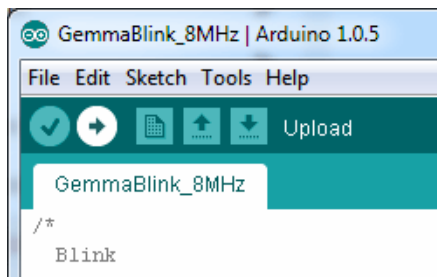 GemmaBlink_8MHz | Arduino 1.0.5
File Edit Sketch Tools Help
Upload
GemmaBlink_8MHz
/*
Blink